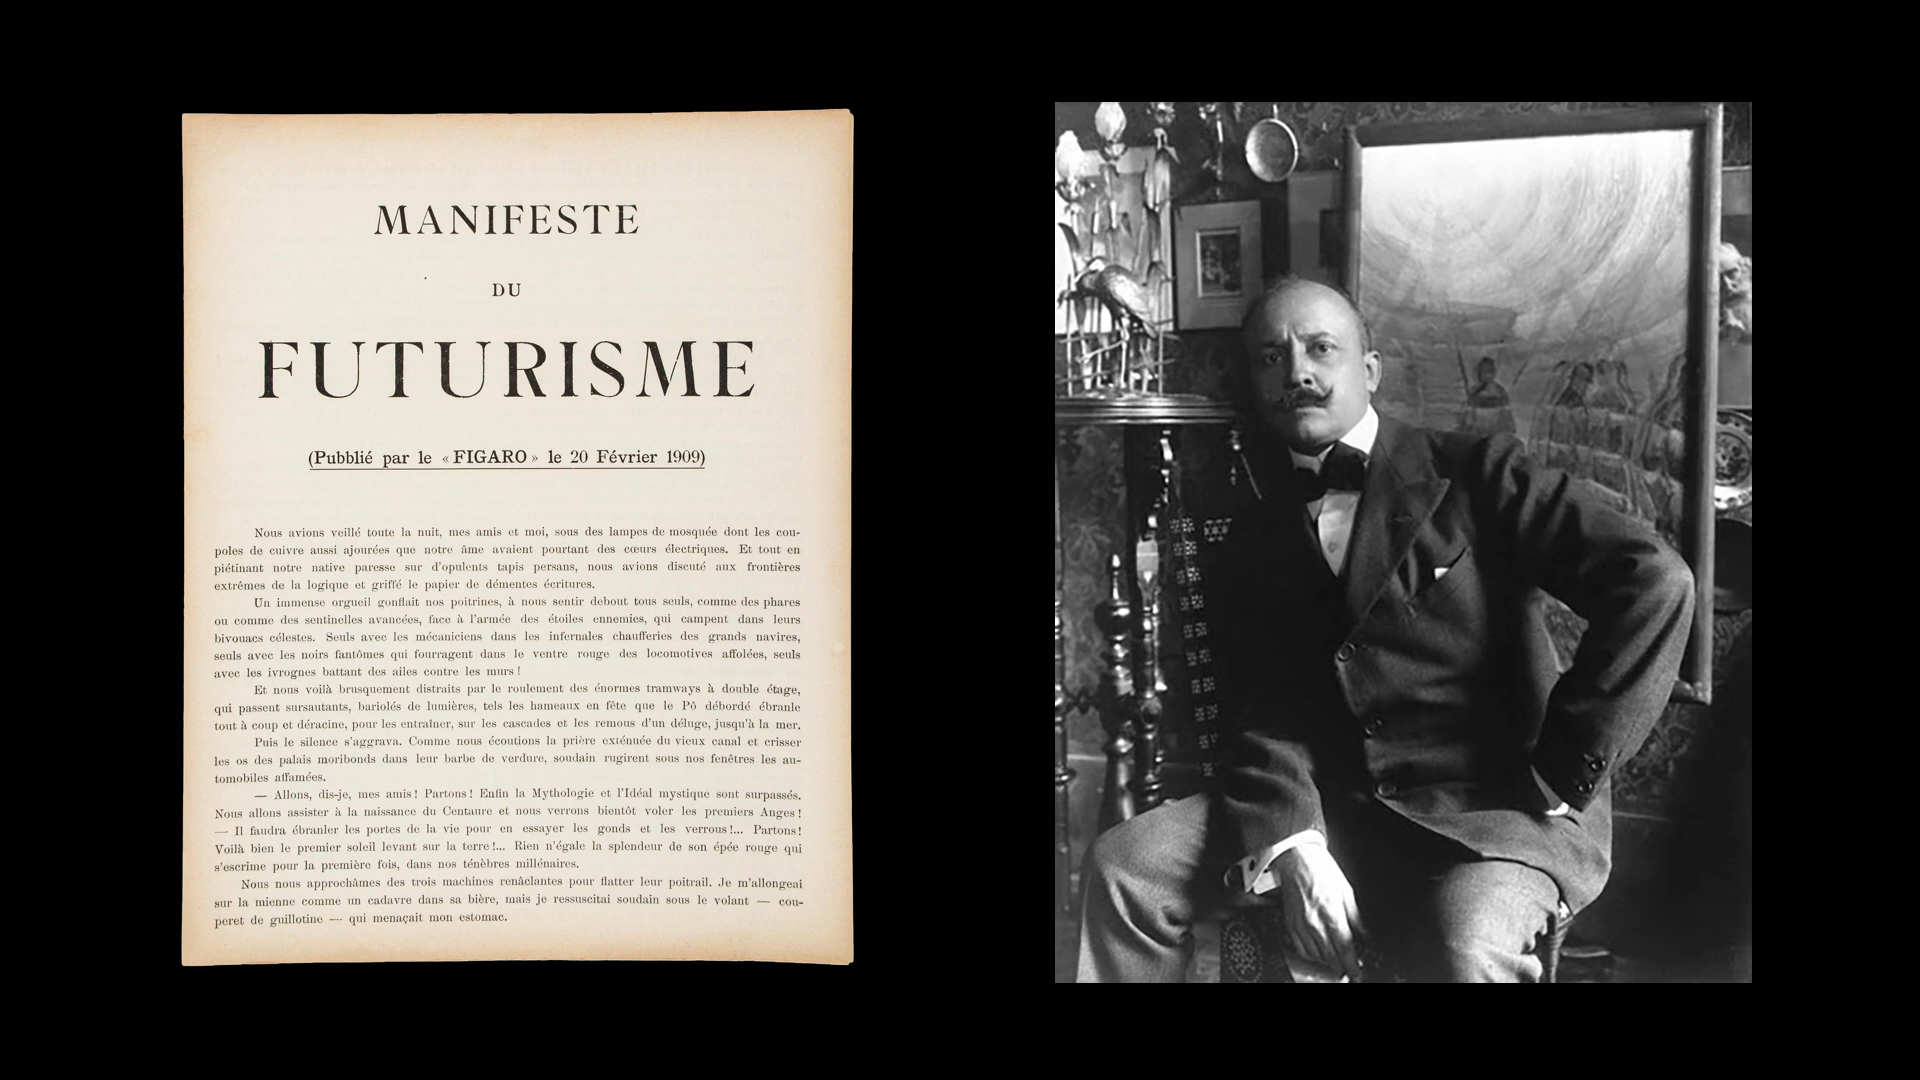 MANIFESTE
DU
FUTURISME
(Pubblié par le «FIGARO» le 20 Février 1909)
Nous avions veillé toute la nuit, mes amis et moi, sous des lampes de mosquée dont les cou-
poles de cuivre aussi ajourées que notre âme avaient pourtant des cœurs électriques. Et tout en
piétinant notre native paresse sur d'opulents tapis persans, nous avions discuté aux frontières
extrêmes de la logique et griffé le papier de démentes écritures.
Un immense orgueil gonflait nos poitrines, à nous sentir debout tous seuls, comme des phares
ou comme des sentinelles avancées, face à l'armée des étoiles ennemies, qui campent dans leurs
bivouacs célestes. Seuls avec les mécaniciens dans les infernales chaufferies des grands navires,
seuls avec les noirs fantômes qui fourragent dans le ventre rouge des locomotives affolées, seuls
avec les ivrognes battant des ailes contre les murs !
Et nous voilà brusquement distraits par le roulement des énormes tramways à double étage,
qui passent sursautants, bariolés de lumières, tels les hameaux en fête que le Pô débordé ébranle
tout à coup et déracine, pour les entraîner, sur les cascades et les remous d'un déluge, jusqu'à la mer.
Puis le silence s'aggrava. Comme nous écoutions la prière exténuée du vieux canal et crisser
les os des palais moribonds dans leur barbe de verdure, soudain rugirent sous nos fenêtres les au-
tomobiles affamées.
— Allons, dis-je, mes amis ! Partons ! Enfin la Mythologie et l'Idéal mystique sont surpassés.
Nous allons assister à la naissance du Centaure et nous verrons bientôt voler les premiers Anges !
— Il faudra ébranler les portes de la vie pour en essayer les gonds et les verrous !... Partons !
Voilà bien le premier soleil levant sur la terre !... Rien n'égale la splendeur de son épée rouge qui
s'escrime pour la première fois, dans nos ténèbres millénaires.
Nous nous approchâmes des trois machines renâclantes pour flatter leur poitrail. Je m'allongeai
sur la mienne comme un cadavre dans sa bière, mais je ressuscitai soudain sous le volant — cou-
peret de guillotine — qui menaçait mon estomac.